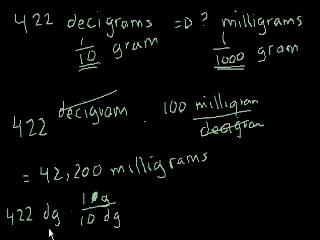 422 decigrams => ? milligrams
1/10 gram 1/1000 gram
422 decigram · 100 milligram/decigram
= 42,200 milligrams
422 dg · 1 g/10 dg